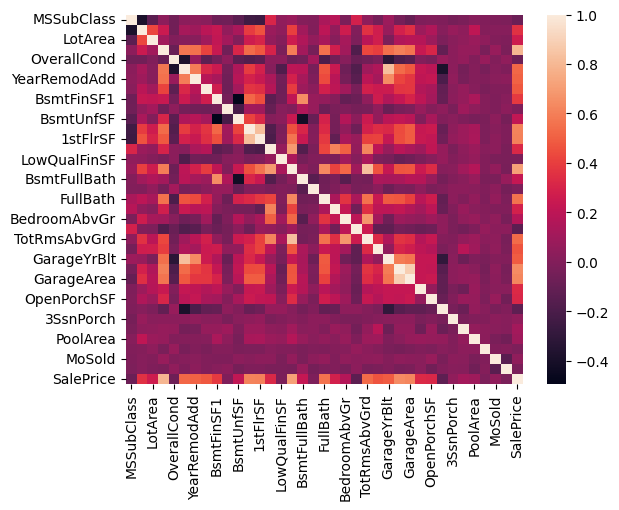 MSSubClass
LotArea
OverallCond
YearRemodAdd
BsmtFinSF1
BsmtUnfSF
1stFlrSF
LowQualFinSF
BsmtFullBath
FullBath
BedroomAbvGr
TotRmsAbvGrd
GarageYrBlt
GarageArea
OpenPorchSF
3SsnPorch
PoolArea
MoSold
SalePrice
MSSubClass
LotArea
OverallCond
YearRemodAdd
BsmtFinSF1
BsmtUnfSF
1stFlrSF
LowQualFinSF
BsmtFullBath
FullBath
BedroomAbvGr
TotRmsAbvGrd
GarageYrBlt
GarageArea
OpenPorchSF
3SsnPorch
PoolArea
MoSold
SalePrice
1.0
0.8
0.6
0.4
0.2
0.0
−0.2
−0.4